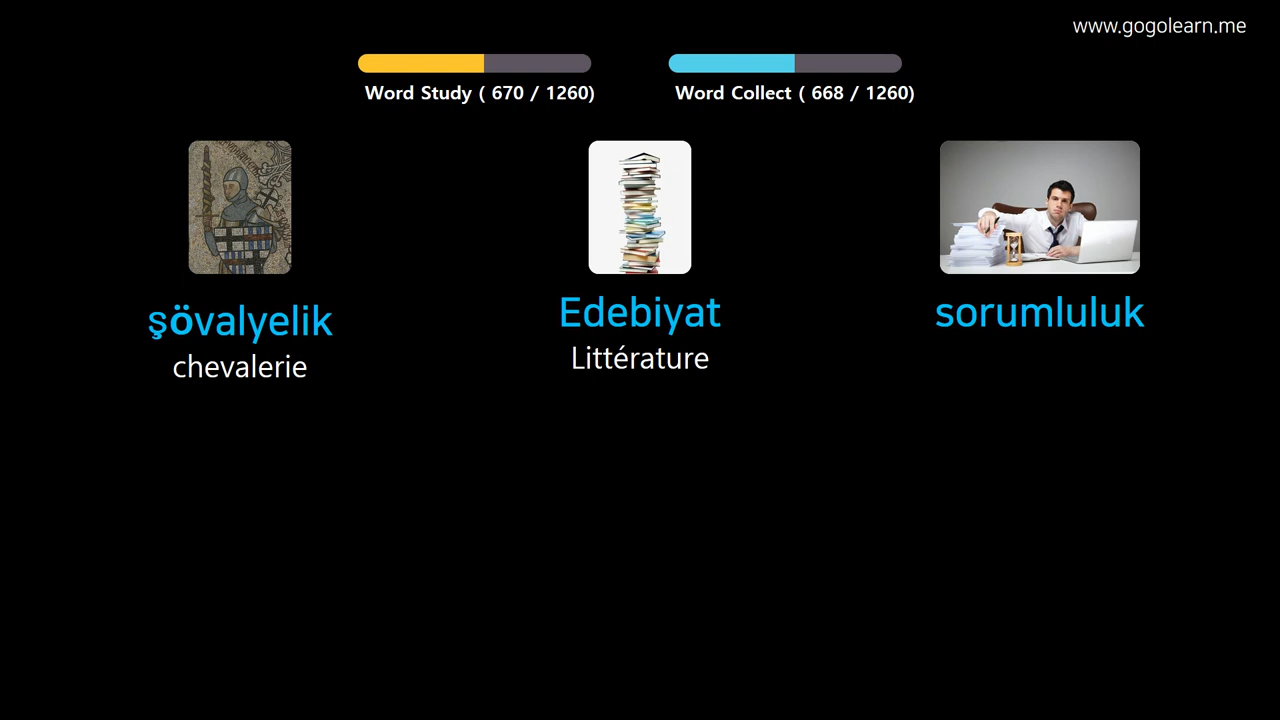 www.gogolearn.me
Word Study ( 670 / 1260)
Word Collect ( 668 / 1260)
şövalyelik
chevalerie
Edebiyat
Littérature
sorumluluk